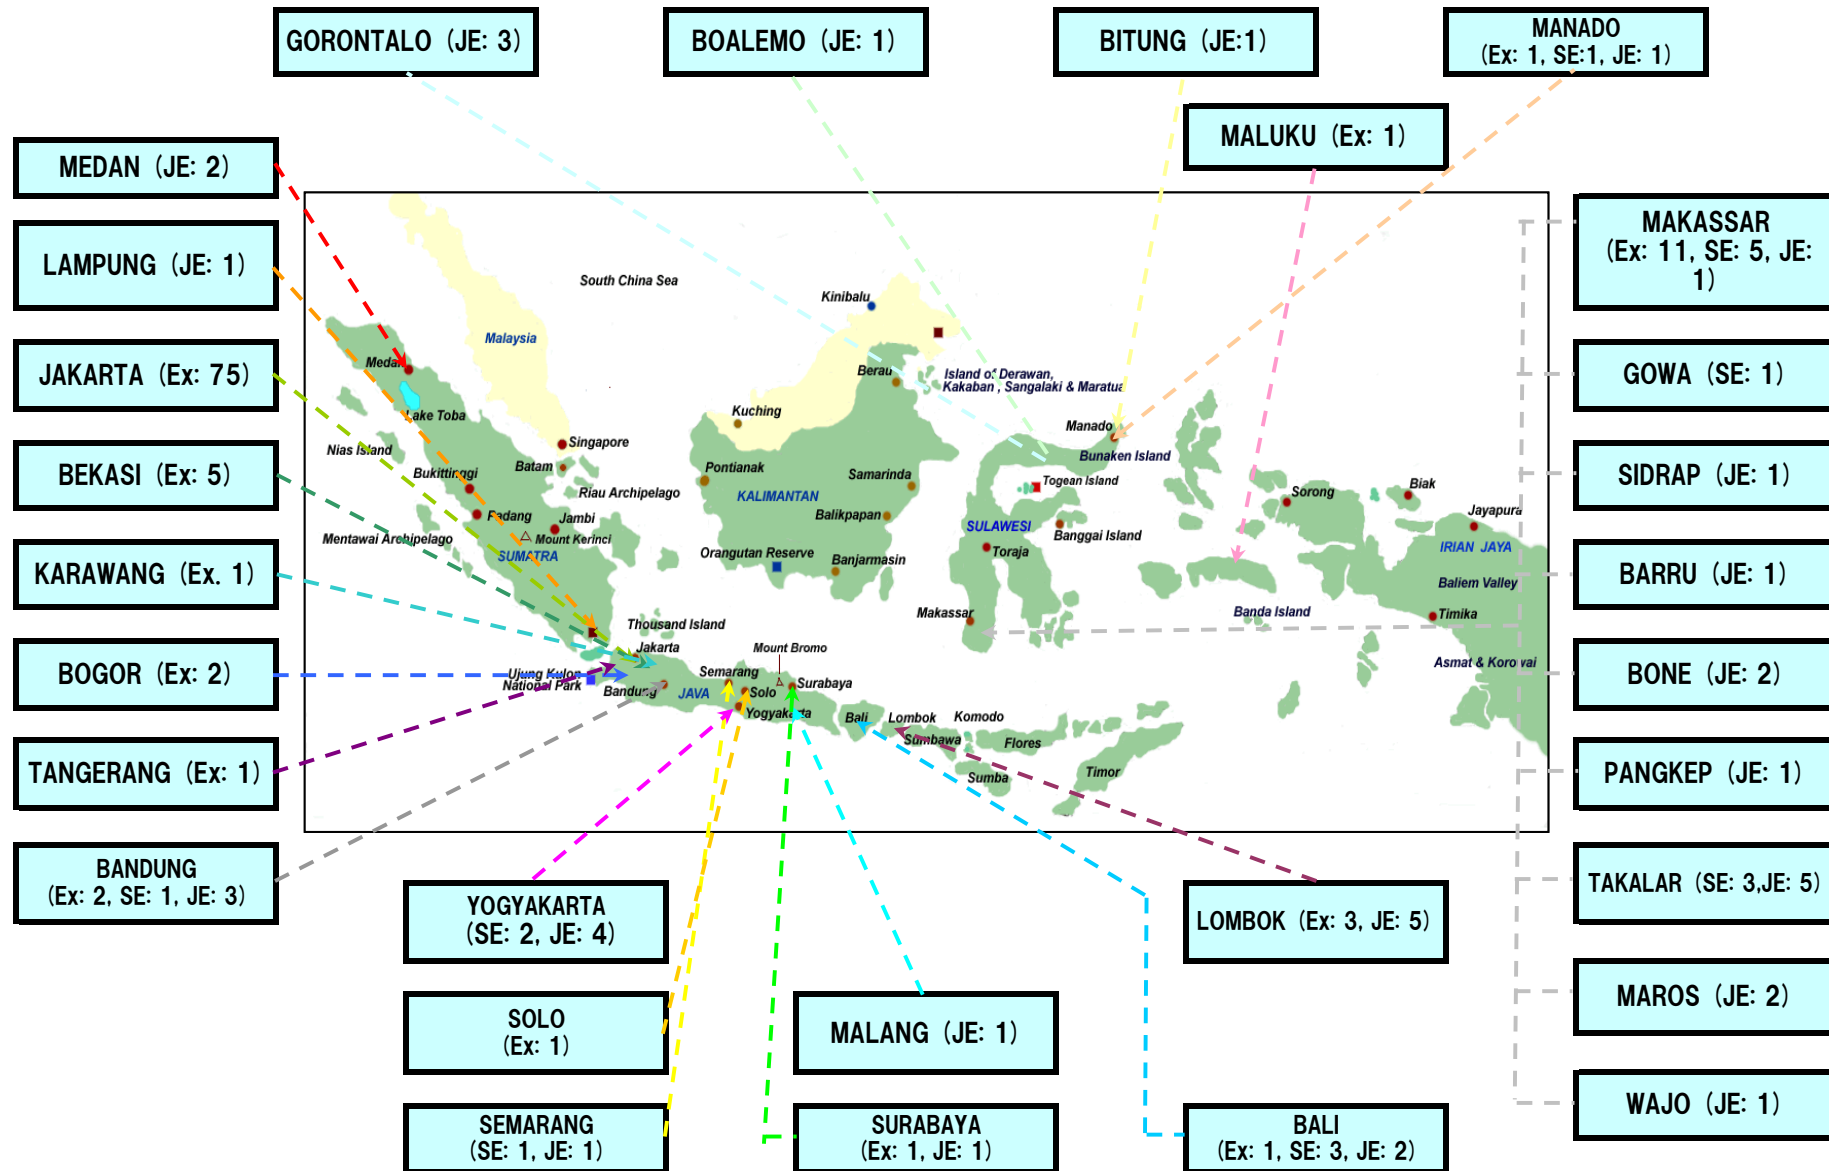 GORONTALO (JE: 3)
BOALEMO (JE: 1)
BITUNG (JE:1)
MANADO
(Ex: 1, SE:1, JE: 1)
MALUKU (Ex: 1)
MEDAN (JE: 2)
LAMPUNG (JE: 1)
JAKARTA (Ex: 75)
BEKASI (Ex: 5)
KARAWANG (Ex. 1)
BOGOR (Ex: 2)
TANGERANG (Ex: 1)
BANDUNG
(Ex: 2, SE: 1, JE: 3)
MAKASSAR
(Ex: 11, SE: 5, JE:
1)
GOWA (SE: 1)
SIDRAP (JE: 1)
BARRU (JE: 1)
BONE (JE: 2)
PANGKEP (JE: 1)
TAKALAR (SE: 3,JE: 5)
MAROS (JE: 2)
WAJO (JE: 1)
South China Sea
Kinibalu
Malaysia
Medan
Lake Toba
Berau
Island of Derawan,
Kakaban , Sangalaki & Maratua
Kuching
Singapore
Nias Island
Batam
Bukittinggi
Riau Archipelago
Pontianak
Samarinda
KALIMANTAN
Manado
Bunaken Island
Togean Island
Sorong
Biak
Padang
Jambi
Balikpapan
SULAWESI
Banggai Island
Jayapura
Mentawai Archipelago
Mount Kerinci
SUMATRA
Orangutan Reserve
Banjarmasin
Toraja
IRIAN JAYA
Baliem Valley
Makassar
Banda Island
Timika
Thousand Island
Jakarta
Mount Bromo
Asmat & Korowai
Ujung Kulon
National Park
Bandung
JAVA
Semarang
Solo
Surabaya
Yogyakarta
Bali
Lombok
Komodo
Sumbawa
Flores
Sumba
Timor
YOGYAKARTA
(SE: 2, JE: 4)
LOMBOK (Ex: 3, JE: 5)
SOLO
(Ex: 1)
MALANG (JE: 1)
SEMARANG
(SE: 1, JE: 1)
SURABAYA
(Ex: 1, JE: 1)
BALI
(Ex: 1, SE: 3, JE: 2)